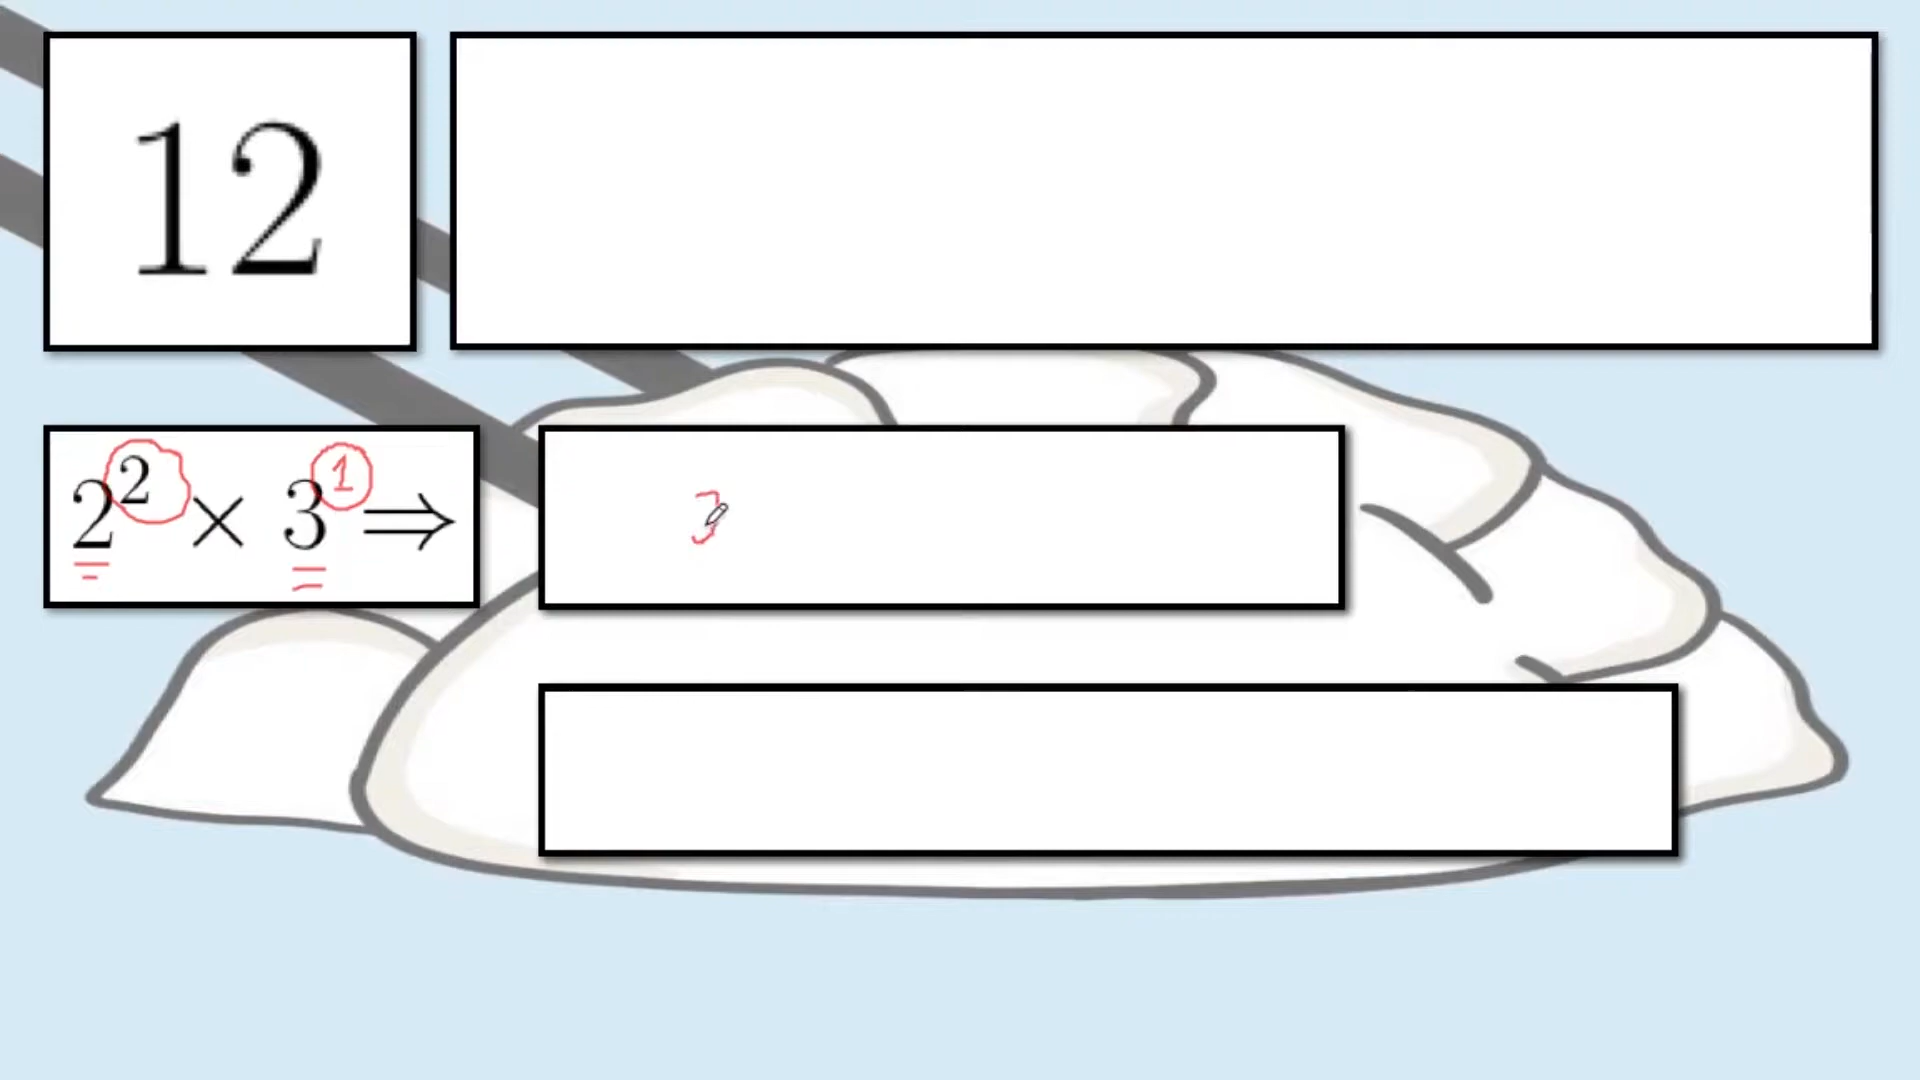 12
2² × 3¹ ⇒
3